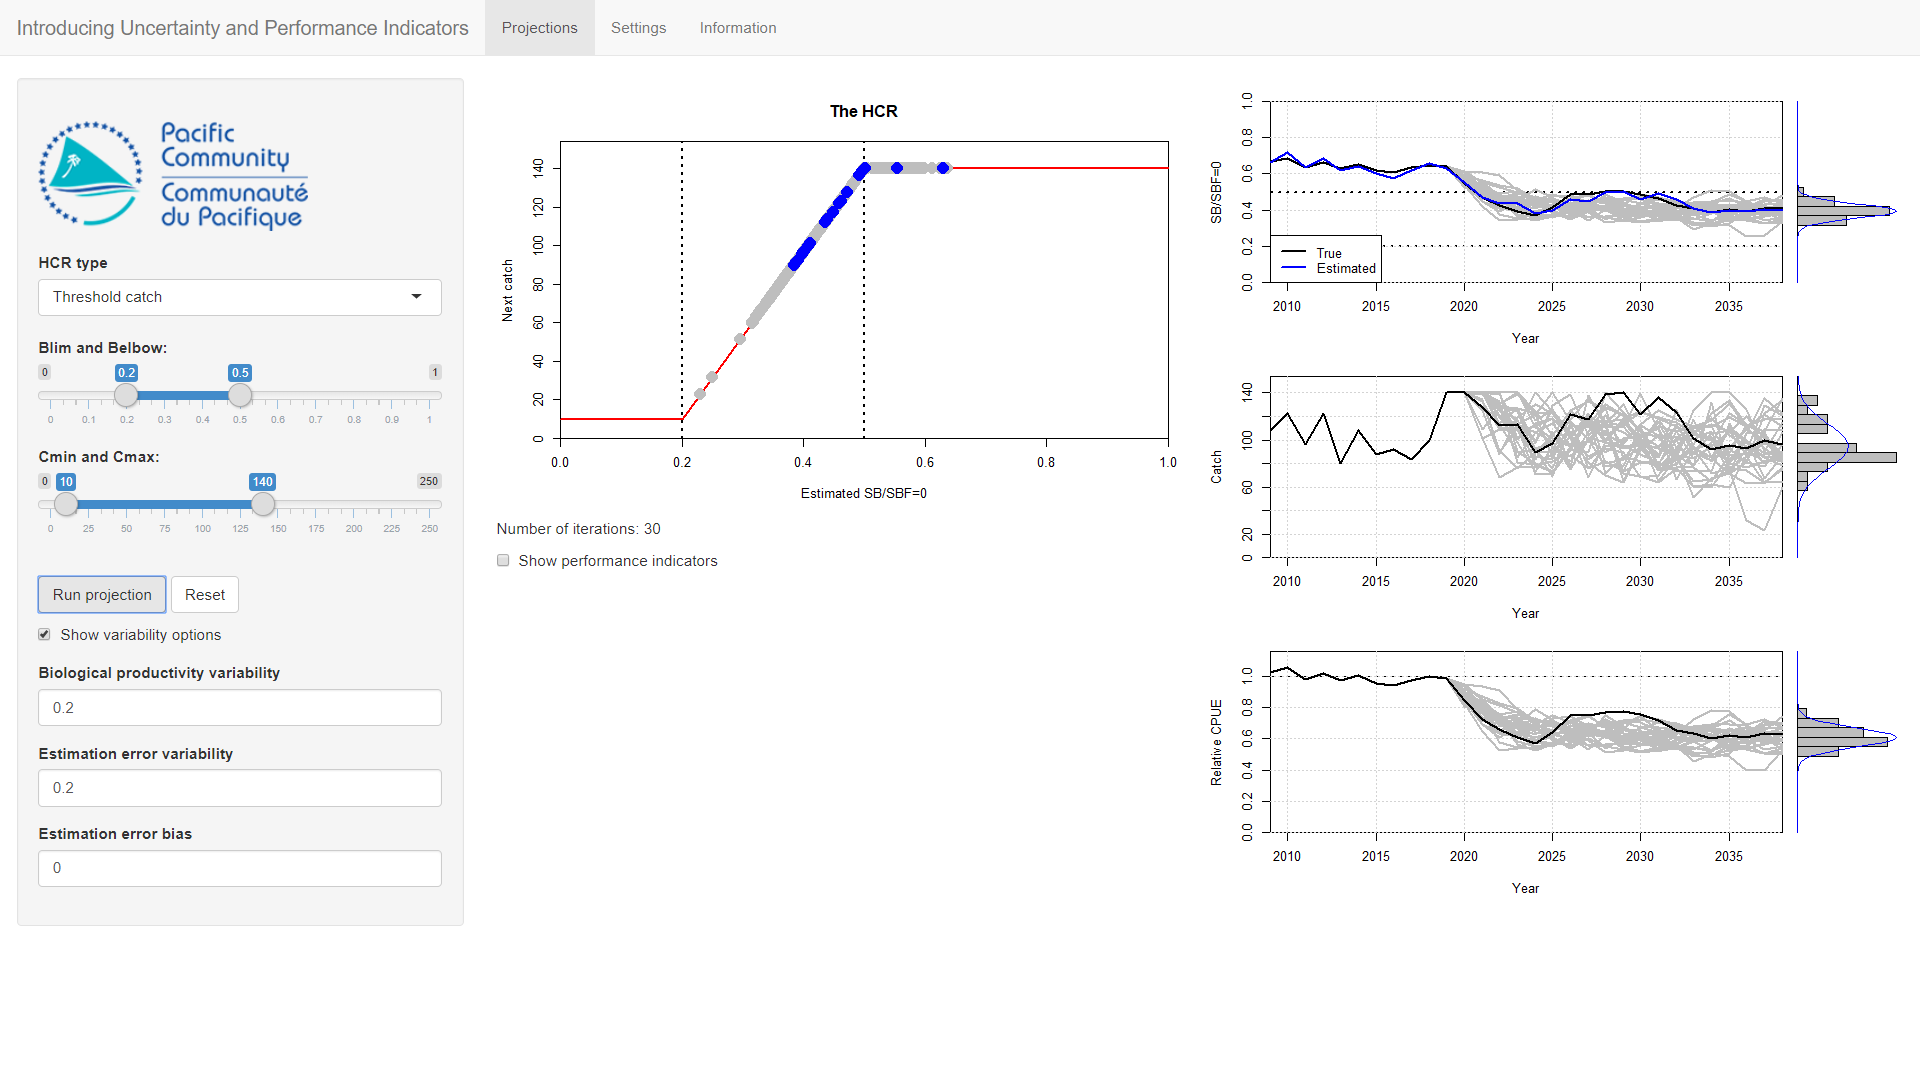 Introducing Uncertainty and Performance Indicators
Projections
Settings
Information
Pacific
Community
Communauté
du Pacifique
HCR type
Threshold catch
Blim and Belbow:
0 0.2 0.5 1
0 0.1 0.2 0.3 0.4 0.5 0.6 0.7 0.8 0.9 1
Cmin and Cmax:
0 10 140 250
0 25 50 75 100 125 150 175 200 225 250
Run projection
Reset
Show variability options
Biological productivity variability
0.2
Estimation error variability
0.2
Estimation error bias
0
The HCR
Next catch
0 20 40 60 80 100 120 140
0.0 0.2 0.4 0.6 0.8 1.0
Estimated SB/SBF=0
Number of iterations: 30
Show performance indicators
SB/SBF=0
0.0 0.2 0.4 0.6 0.8 1.0
True
Estimated
2010 2015 2020 2025 2030 2035
Year
Catch
0 20 60 100 140
2010 2015 2020 2025 2030 2035
Year
Relative CPUE
0.0 0.2 0.4 0.6 0.8 1.0
2010 2015 2020 2025 2030 2035
Year